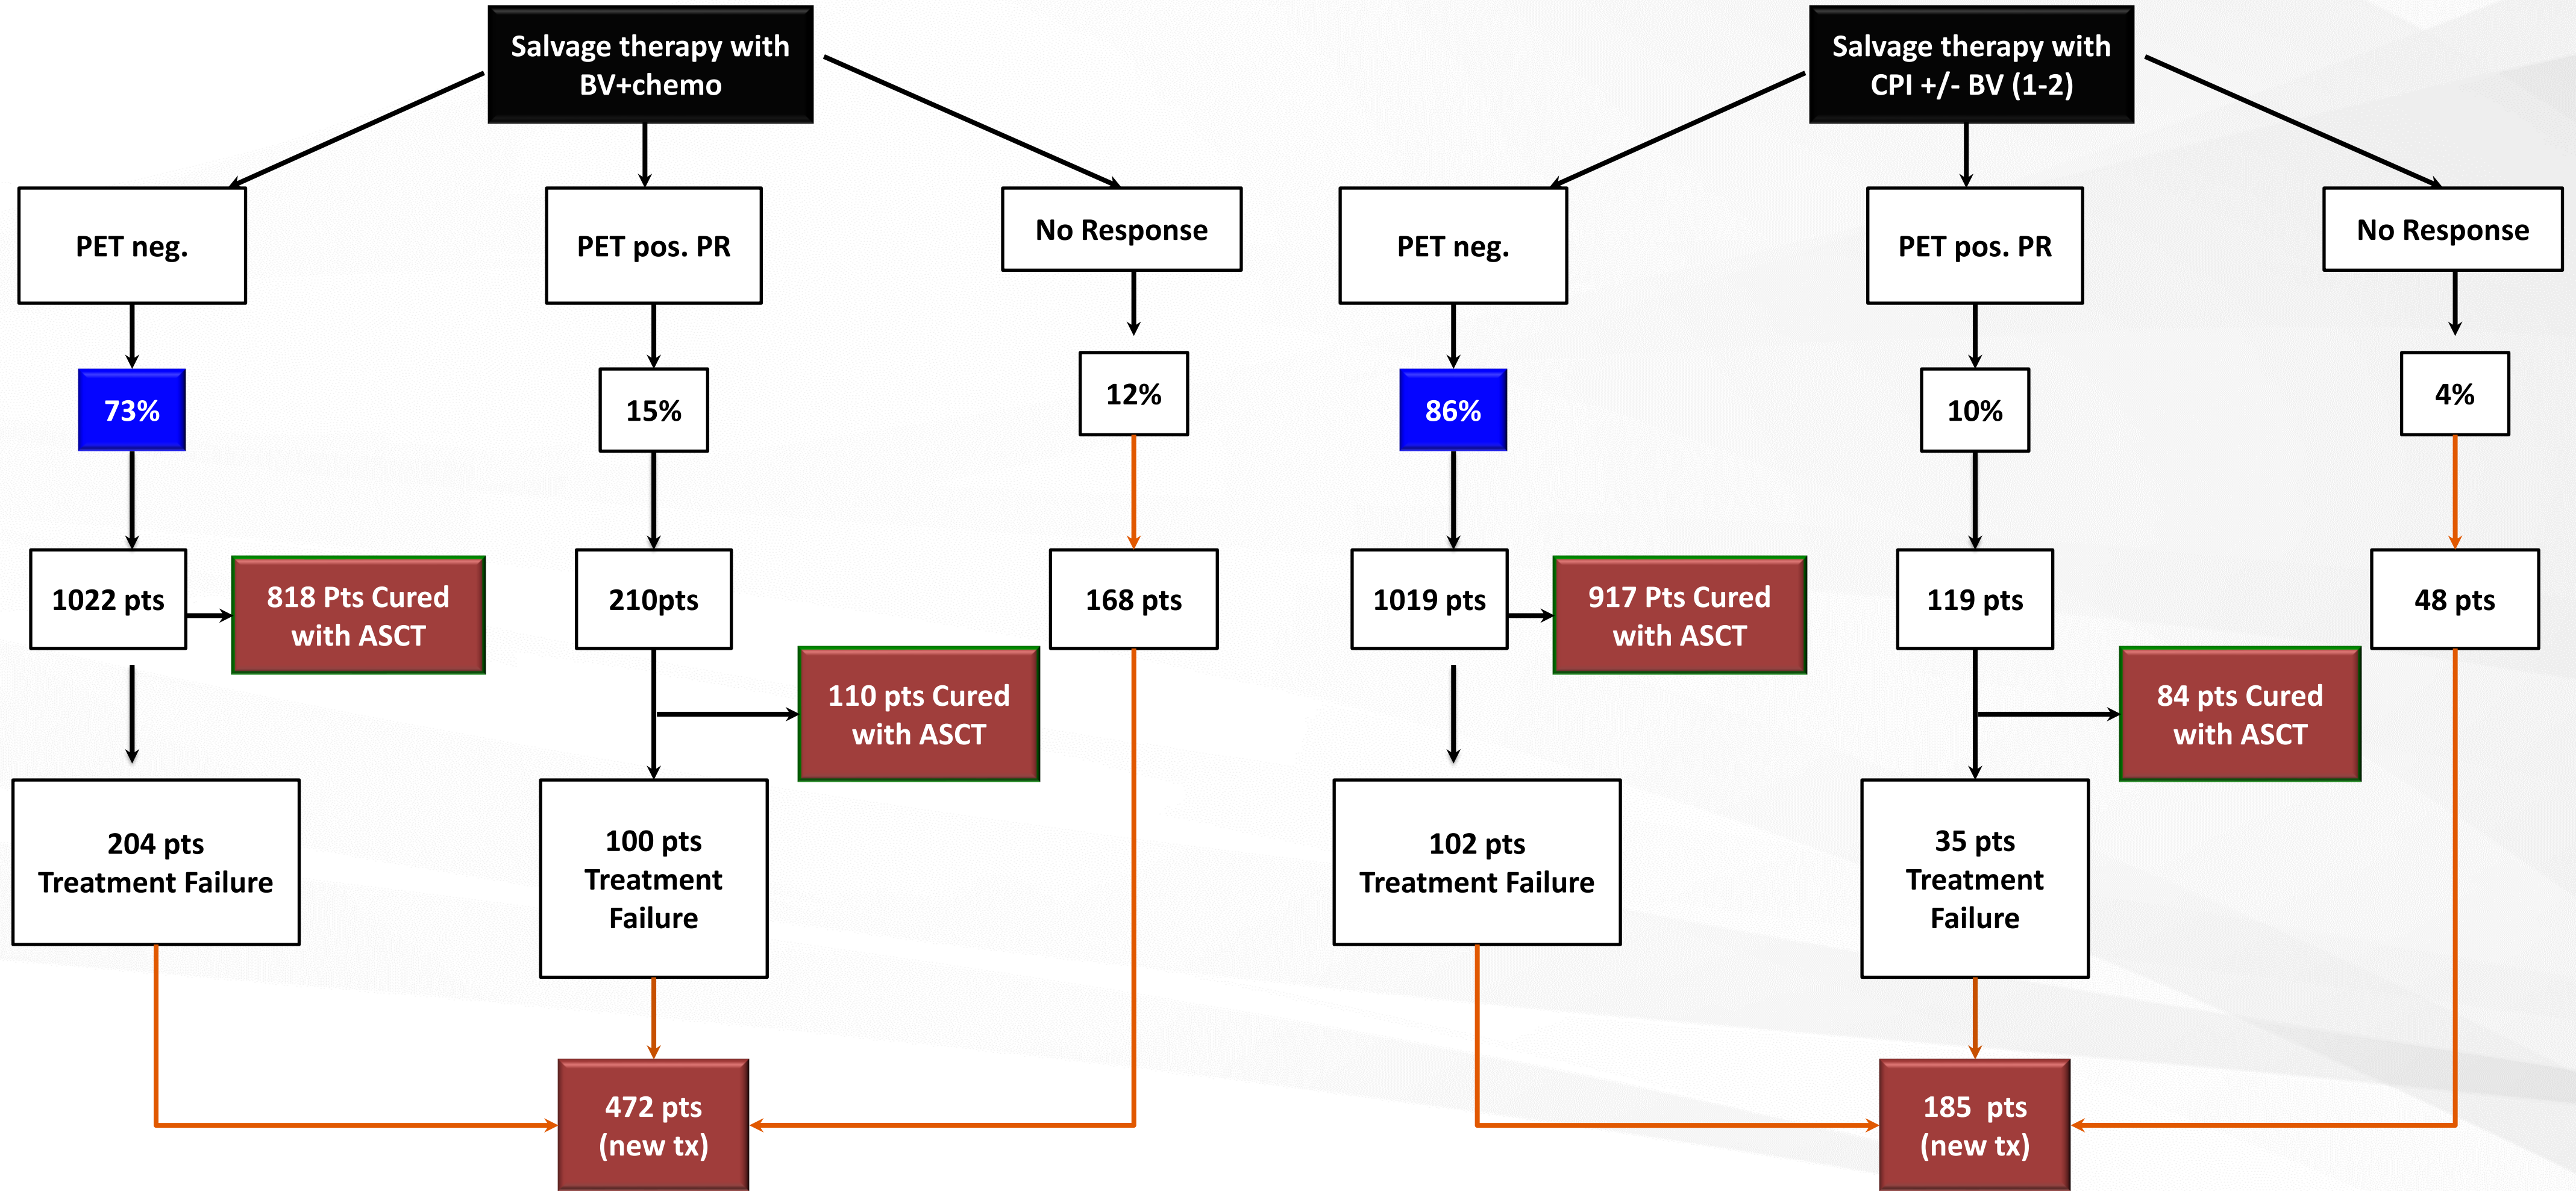 Salvage therapy with
BV+chemo
PET neg.
PET pos. PR
No Response
73%
15%
12%
1022 pts
818 Pts Cured
with ASCT
210pts
168 pts
110 pts Cured
with ASCT
204 pts
Treatment Failure
100 pts
Treatment
Failure
472 pts
(new tx)
Salvage therapy with
CPI +/- BV (1-2)
PET neg.
PET pos. PR
No Response
86%
10%
4%
1019 pts
917 Pts Cured
with ASCT
119 pts
48 pts
84 pts Cured
with ASCT
102 pts
Treatment Failure
35 pts
Treatment
Failure
185 pts
(new tx)